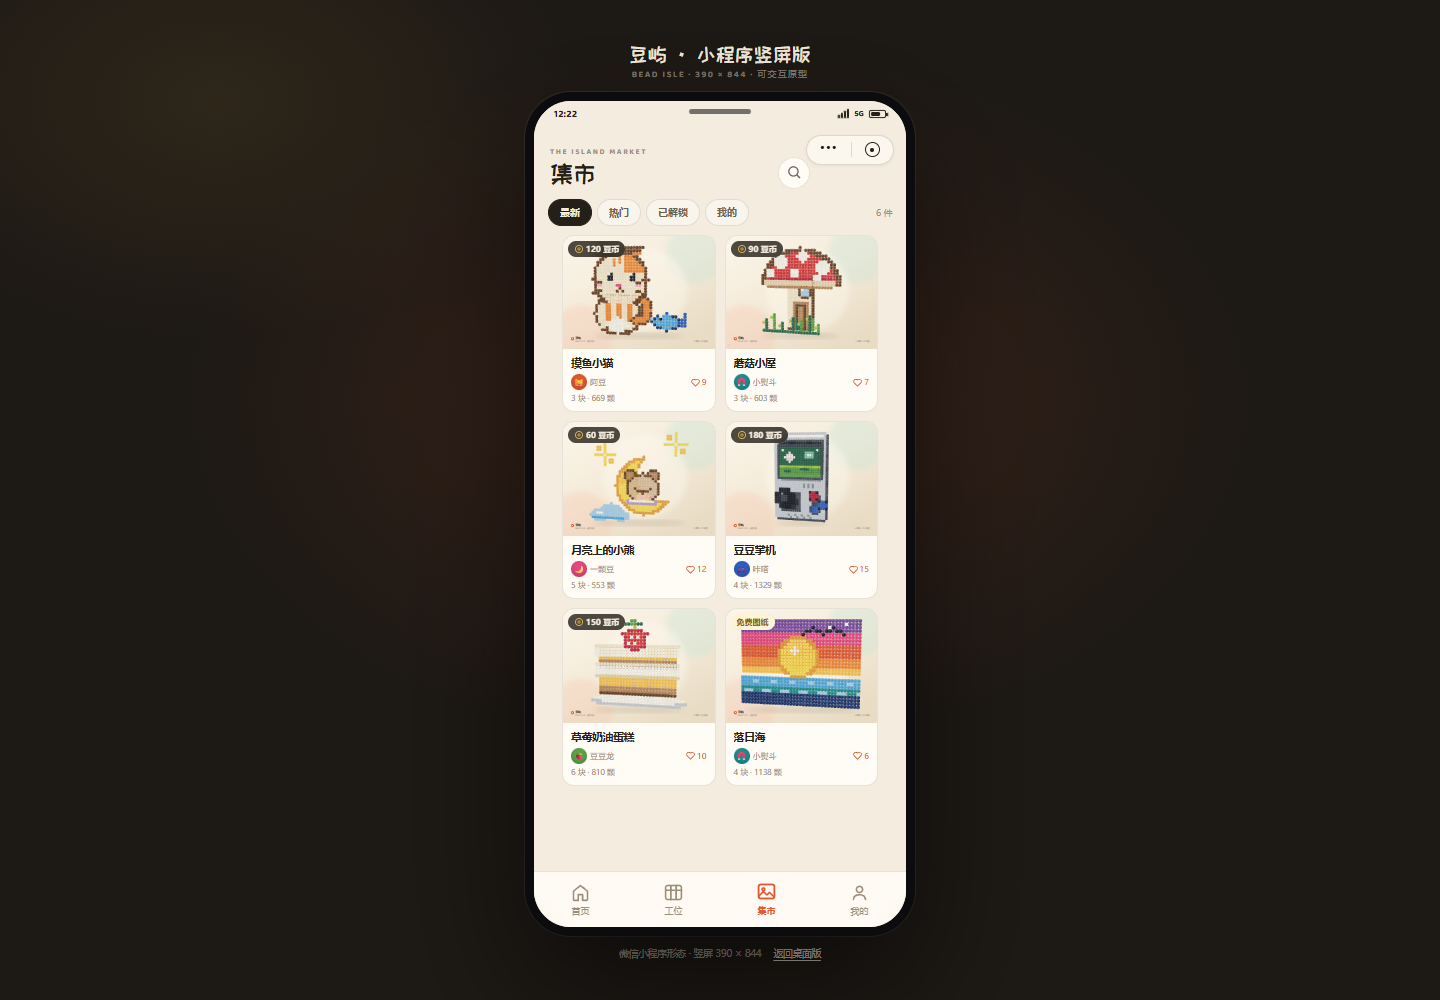 豆屿 · 小程序竖屏版
BEAD ISLE · 390 × 844 · 可交互原型
12:22
5G
THE ISLAND MARKET
集市
最新 热门 已解锁 我的 6 件
120 豆币
摸鱼小猫
阿豆 9
3 块 · 669 颗
90 豆币
蘑菇小屋
小熨斗 7
3 块 · 603 颗
60 豆币
月亮上的小熊
一颗豆 12
5 块 · 553 颗
180 豆币
豆豆掌机
咔嗒 15
4 块 · 1329 颗
150 豆币
草莓奶油蛋糕
豆豆龙 10
6 块 · 810 颗
免费图纸
落日海
小熨斗 6
4 块 · 1138 颗
首页 工位 集市 我的
微信小程序形态 · 竖屏 390 × 844 返回桌面版